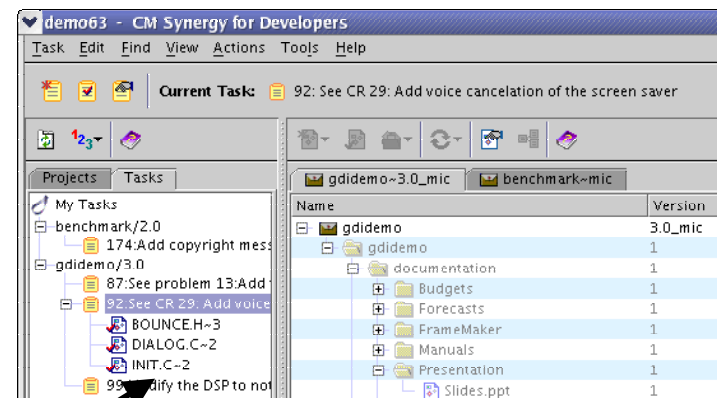 demo63 - CM Synergy for Developers
Task Edit Find View Actions Tools Help
Current Task: 92: See CR 29: Add voice cancelation of the screen saver
123
Projects Tasks
gdidemo~3.0_mic benchmark~mic
My Tasks
Name Version
benchmark/2.0
gdidemo 3.0_mic
174:Add copyright mess
gdidemo 1
gdidemo/3.0
documentation 1
87:See problem 13:Add
Budgets 1
92:See CR 29: Add voice
Forecasts 1
BOUNCE.H~3
FrameMaker 1
DIALOG.C~2
Manuals 1
INIT.C~2
Presentation 1
the DSP to not
Slides.ppt 1